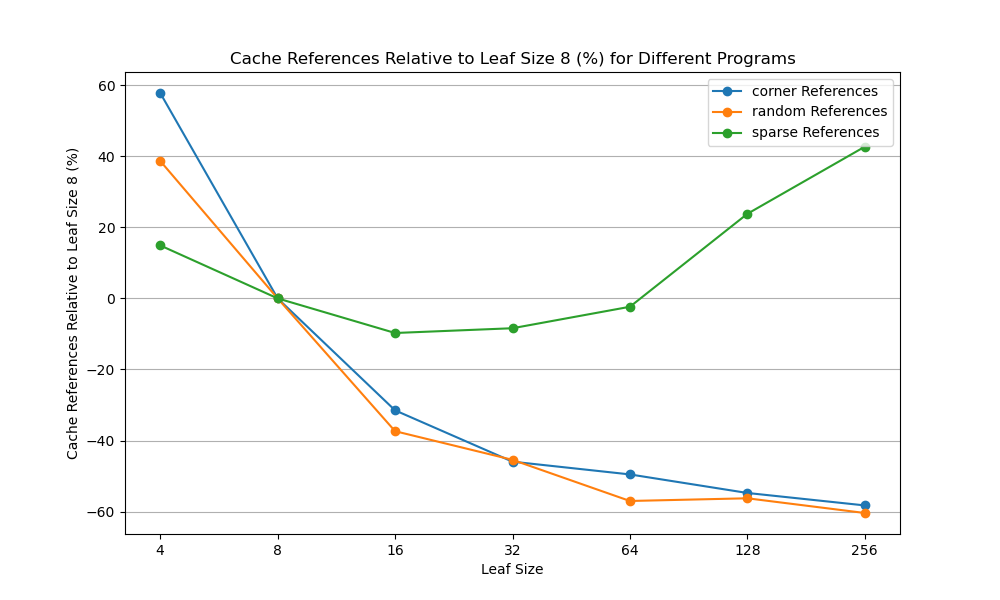 Cache References Relative to Leaf Size 8 (%) for Different Programs
Cache References Relative to Leaf Size 8 (%)
60
40
20
0
−20
−40
−60
corner References
random References
sparse References
4 8 16 32 64 128 256
Leaf Size